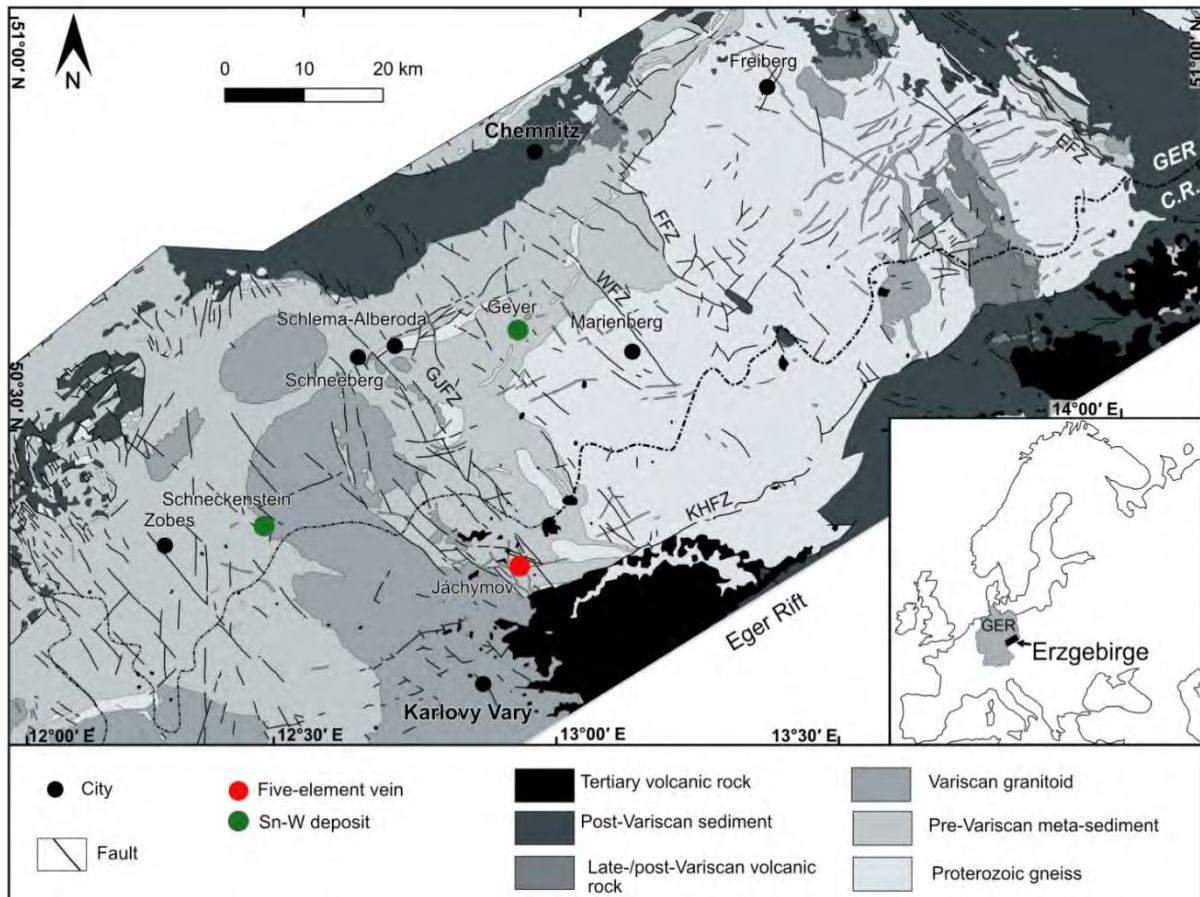 51°00′ N
N
0 10 20 km
Freiberg
51°00′ N
Chemnitz
EFZ
GER
C.R.
FFZ
WFZ
Geyer
Schlema-Alberoda
Marienberg
Schneeberg
GJFZ
50°30′ N
14°00′ E
Schneckenstein
Zobes
KHFZ
Jáchymov
Eger Rift
GER
Erzgebirge
Karlovy Vary
12°00′ E
12°30′ E
13°00′ E
13°30′ E
City
Five-element vein
Sn-W deposit
Fault
Tertiary volcanic rock
Post-Variscan sediment
Late-/post-Variscan volcanic
rock
Variscan granitoid
Pre-Variscan meta-sediment
Proterozoic gneiss